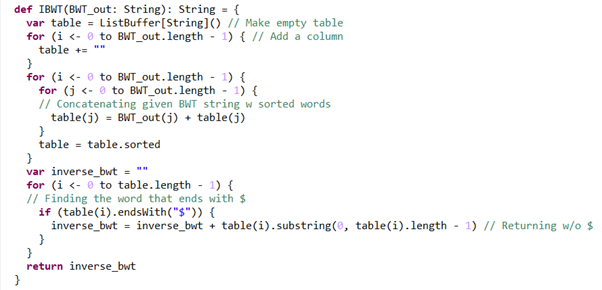 def IBWT(BWT_out: String): String = {
  var table = ListBuffer[String]() // Make empty table
  for (i <- 0 to BWT_out.length - 1) { // Add a column
    table += ""
  }
  for (i <- 0 to BWT_out.length - 1) {
    for (j <- 0 to BWT_out.length - 1) {
    // Concatenating given BWT string w sorted words
      table(j) = BWT_out(j) + table(j)
    }
    table = table.sorted
  }
  var inverse_bwt = ""
  for (i <- 0 to table.length - 1) {
  // Finding the word that ends with $
    if (table(i).endsWith("$")) {
      inverse_bwt = inverse_bwt + table(i).substring(0, table(i).length - 1) // Returning w/o $
    }
  }
  return inverse_bwt
}